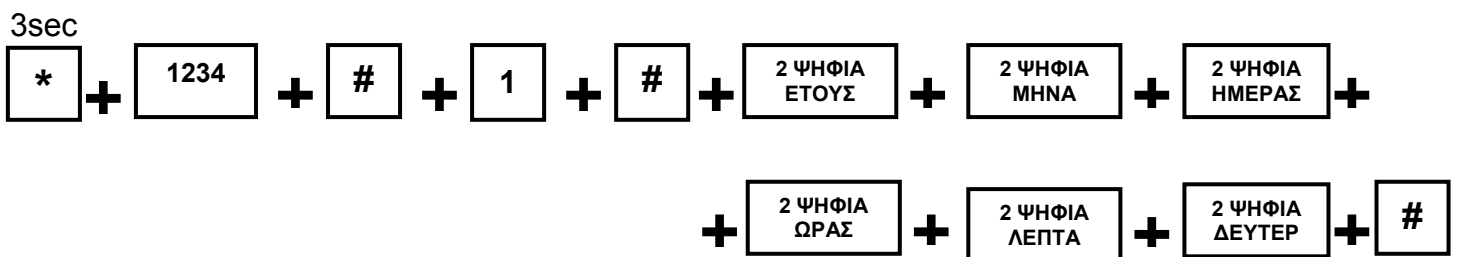 3sec
* + 1234 + # + 1 + # + 2 ΨΗΦΙΑ ΕΤΟΥΣ + 2 ΨΗΦΙΑ ΜΗΝΑ + 2 ΨΗΦΙΑ ΗΜΕΡΑΣ +
+ 2 ΨΗΦΙΑ ΩΡΑΣ + 2 ΨΗΦΙΑ ΛΕΠΤΑ + 2 ΨΗΦΙΑ ΔΕΥΤΕΡ + #